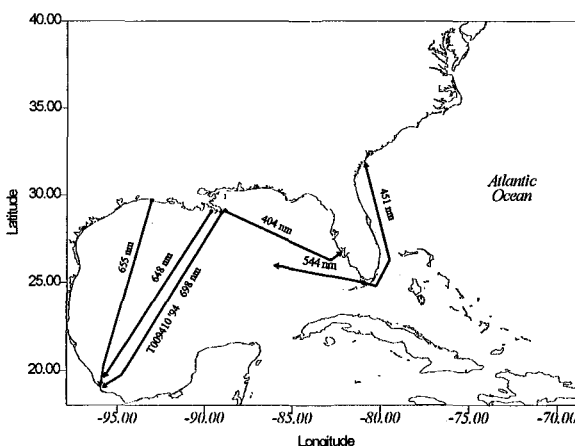 40.00
35.00
30.00
25.00
20.00
Latitude
Atlantic
Ocean
451 nm
404 nm
544 nm
655 nm
648 nm
T009410 '94 698 nm
-95.00
-90.00
-85.00
-80.00
-75.00
-70.00
Longitude